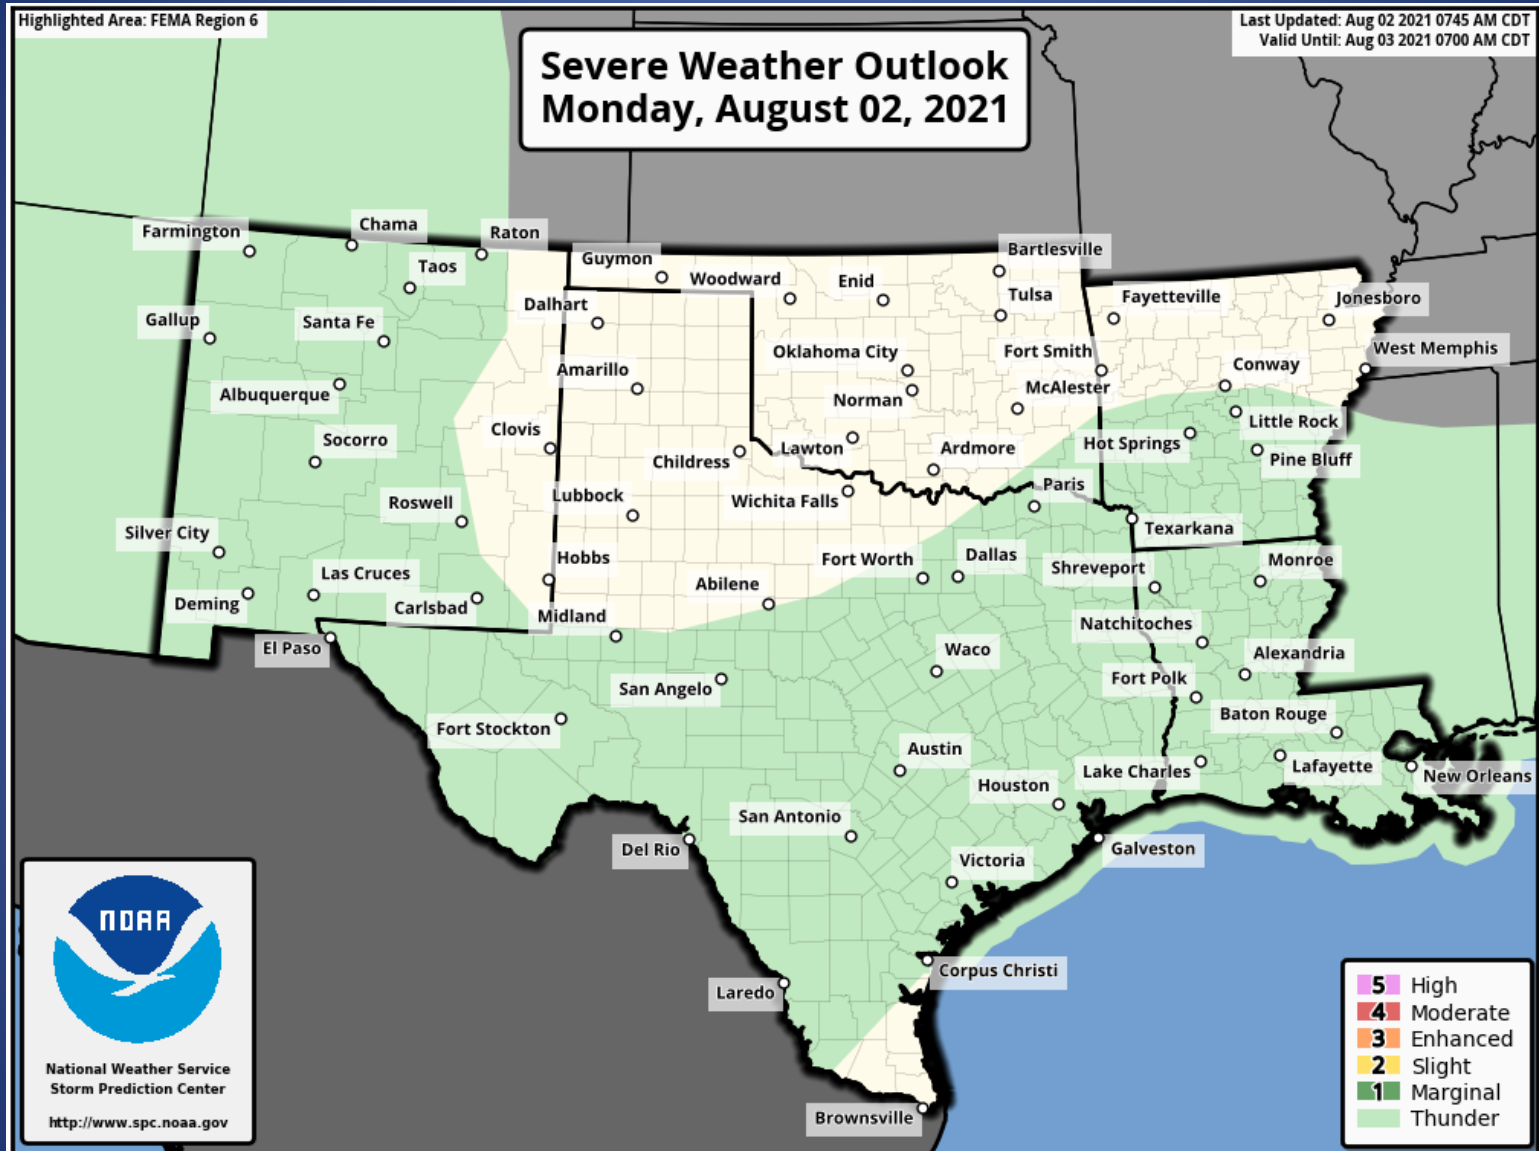 Highlighted Area: FEMA Region 6
Last Updated: Aug 02 2021 0745 AM CDT
Valid Until: Aug 03 2021 0700 AM CDT
Severe Weather Outlook
Monday, August 02, 2021
Farmington
Chama
Raton
Taos
Guymon
Woodward
Enid
Bartlesville
Tulsa
Fayetteville
Jonesboro
Gallup
Santa Fe
Dalhart
Oklahoma City
Fort Smith
West Memphis
Albuquerque
Amarillo
Norman
McAlester
Conway
Socorro
Clovis
Childress
Lawton
Ardmore
Hot Springs
Little Rock
Pine Bluff
Roswell
Lubbock
Wichita Falls
Paris
Texarkana
Silver City
Las Cruces
Hobbs
Fort Worth
Dallas
Shreveport
Monroe
Deming
Carlsbad
Midland
Abilene
Natchitoches
El Paso
Waco
Alexandria
San Angelo
Fort Polk
Fort Stockton
Baton Rouge
Austin
Lake Charles
Lafayette
New Orleans
Houston
San Antonio
Del Rio
Galveston
Victoria
Corpus Christi
Laredo
Brownsville
NOAA
National Weather Service
Storm Prediction Center
http://www.spc.noaa.gov
5 High
4 Moderate
3 Enhanced
2 Slight
1 Marginal
Thunder